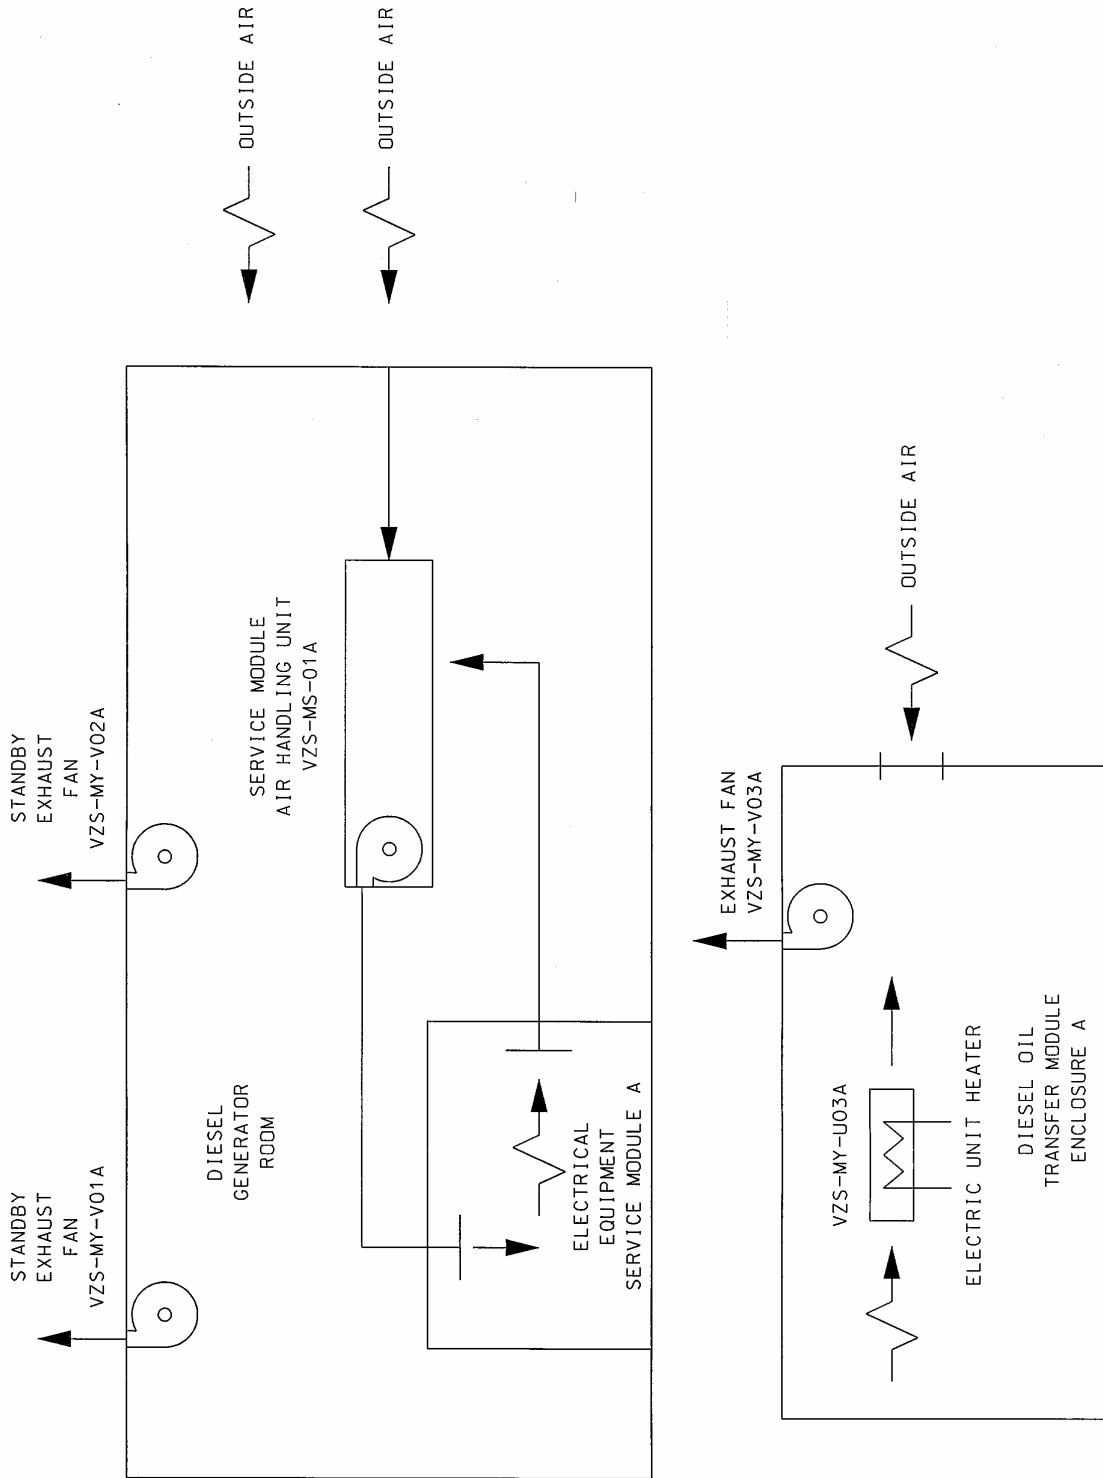 STANDBY
EXHAUST
FAN
VZS-MY-V01A
STANDBY
EXHAUST
FAN
VZS-MY-V02A
OUTSIDE AIR
OUTSIDE AIR
DIESEL
GENERATOR
ROOM
SERVICE MODULE
AIR HANDLING UNIT
VZS-MS-01A
ELECTRICAL
EQUIPMENT
SERVICE MODULE A
EXHAUST FAN
VZS-MY-V03A
OUTSIDE AIR
VZS-MY-U03A
ELECTRIC UNIT HEATER
DIESEL OIL
TRANSFER MODULE
ENCLOSURE A